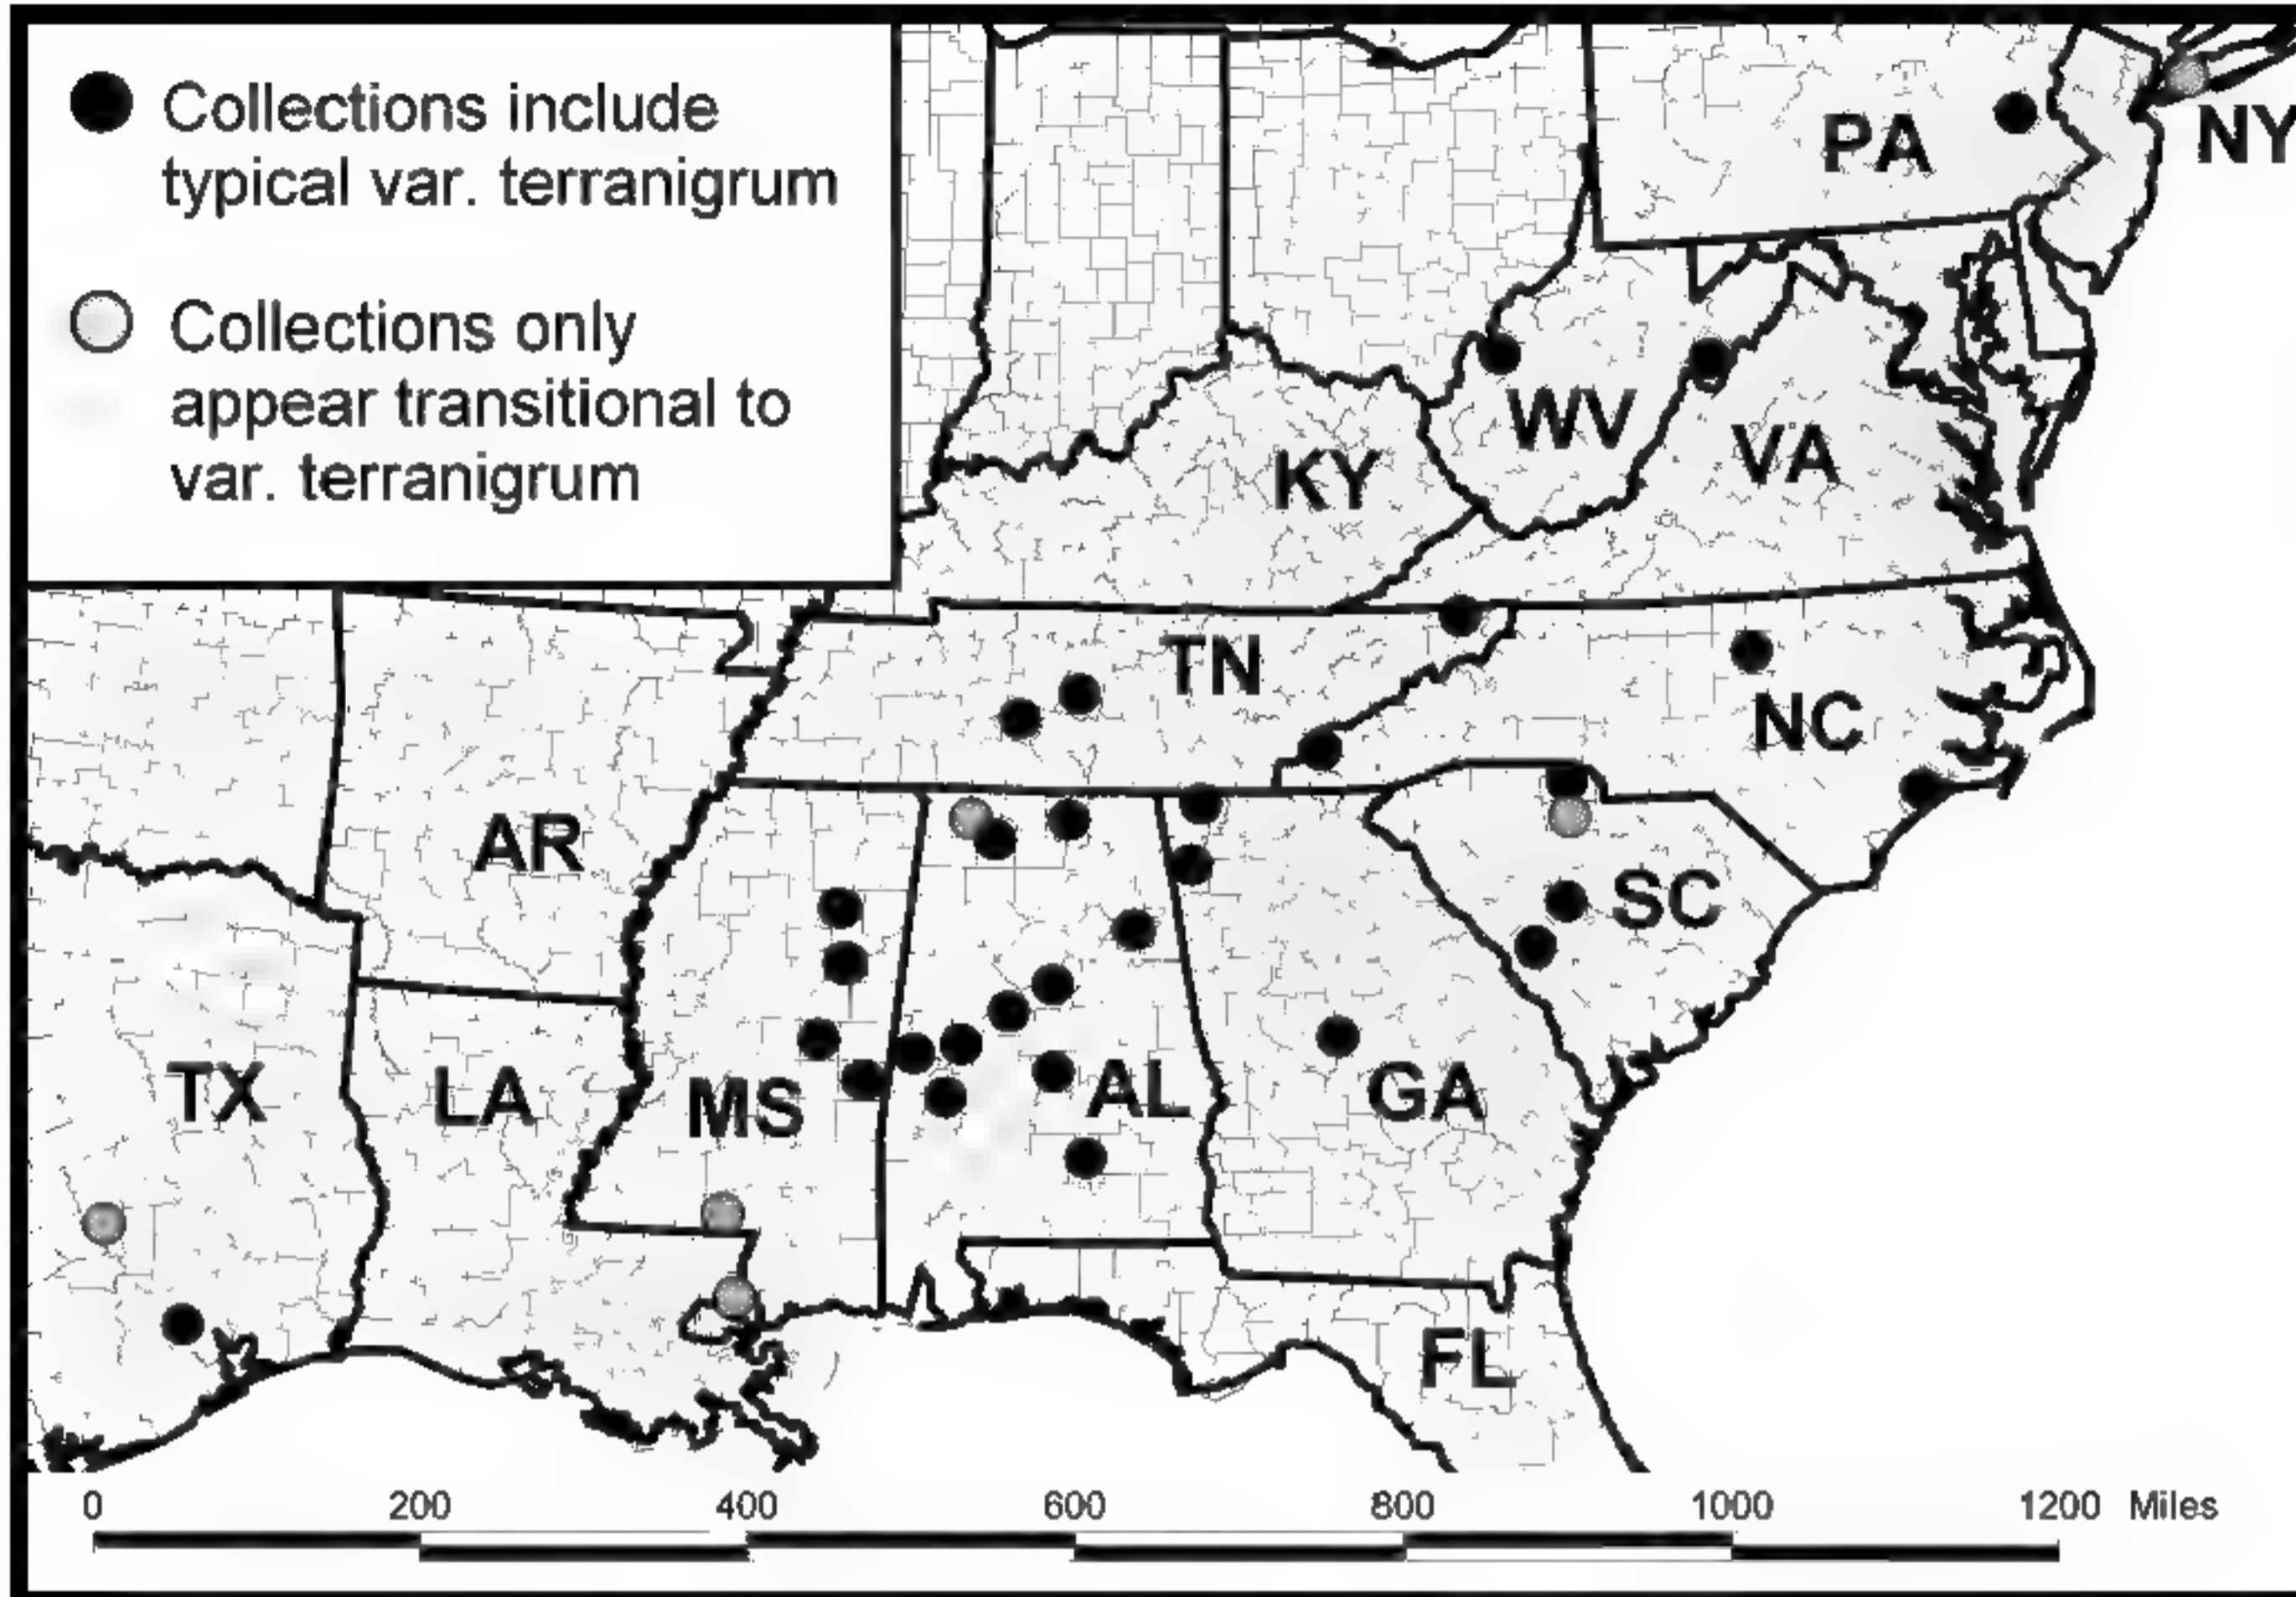 Collections include
typical var. terranigrum
Collections only
appear transitional to
var. terranigrum
PA
NY
WV
VA
KY
TN
NC
AR
SC
TX
LA
MS
AL
GA
FL
0 200 400 600 800 1000 1200 Miles